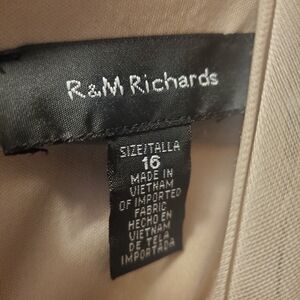 R&M Richards
SIZE/TALLA
16
MADE IN
VIETNAM
OF IMPORTED
FABRIC
HECHO EN
VIETNAM
DE TELA
IMPORTADA